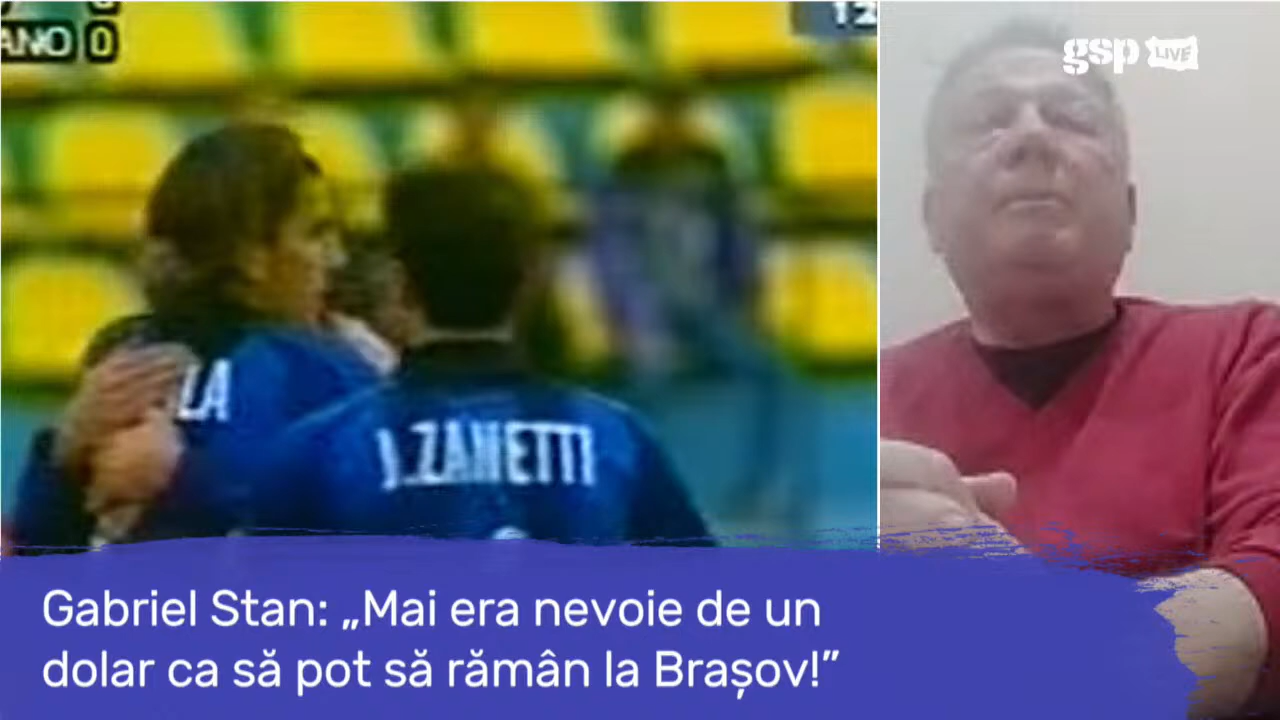 ANO 0
12
gsp LIVE
LA
J.ZANETTI
Gabriel Stan: „Mai era nevoie de un
dolar ca să pot să rămân la Brașov!”